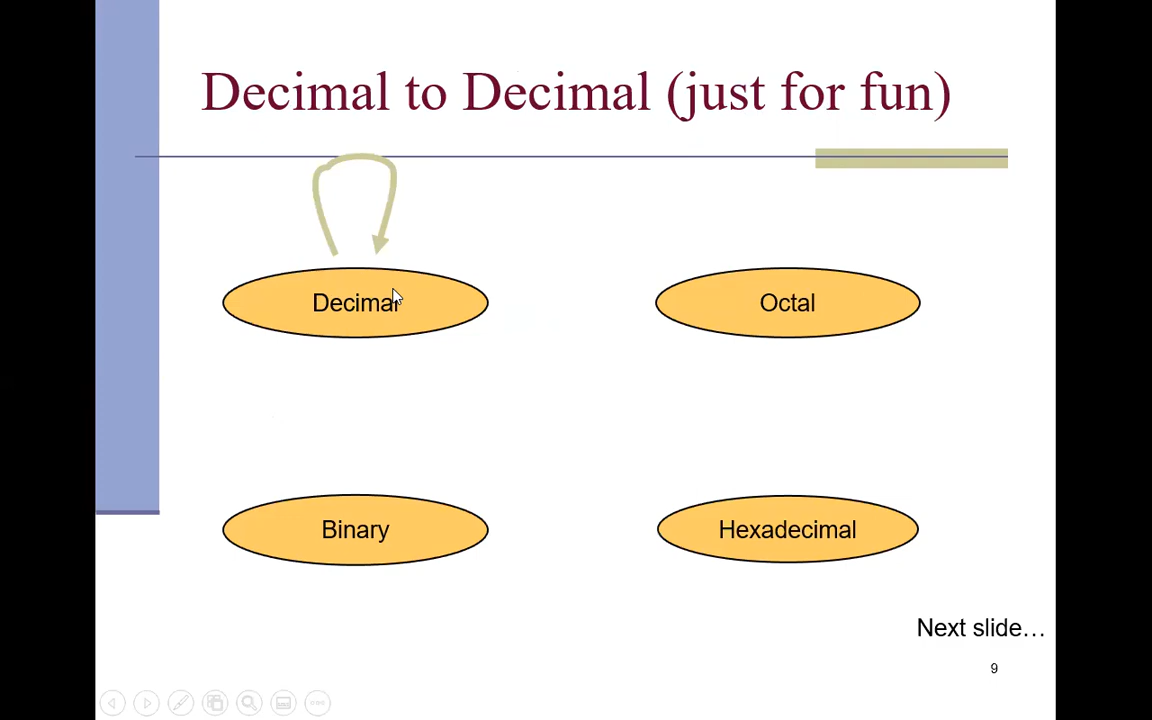 Decimal to Decimal (just for fun)
Decimal
Octal
Binary
Hexadecimal
Next slide…
9